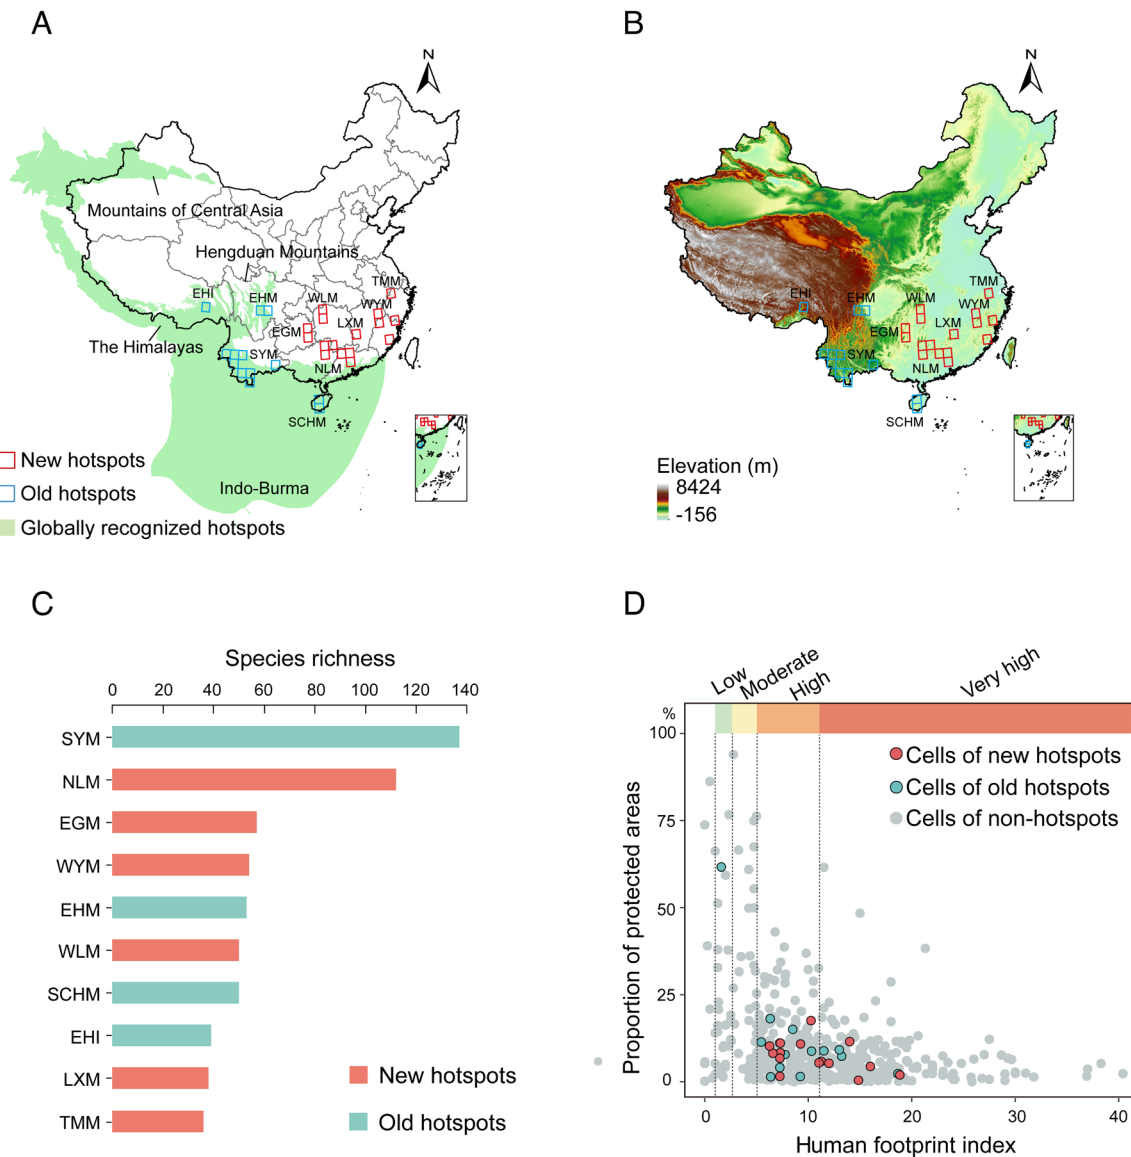 A
N
Mountains of Central Asia
Hengduan Mountains
EHI
EHM
WLM
TMM
WYM
LXM
EGM
The Himalayas
SYM
NLM
SCHM
Indo-Burma
New hotspots
Old hotspots
Globally recognized hotspots
B
N
TMM
EHI
EHM
WLM
WYM
LXM
EGM
SYM
NLM
SCHM
Elevation (m)
8424
-156
C
Species richness
0 20 40 60 80 100 120 140
SYM
NLM
EGM
WYM
EHM
WLM
SCHM
EHI
LXM
TMM
New hotspots
Old hotspots
D
Low
Moderate
High
Very high
%
100
75
50
25
0
Proportion of protected areas
Cells of new hotspots
Cells of old hotspots
Cells of non-hotspots
0 10 20 30 40
Human footprint index